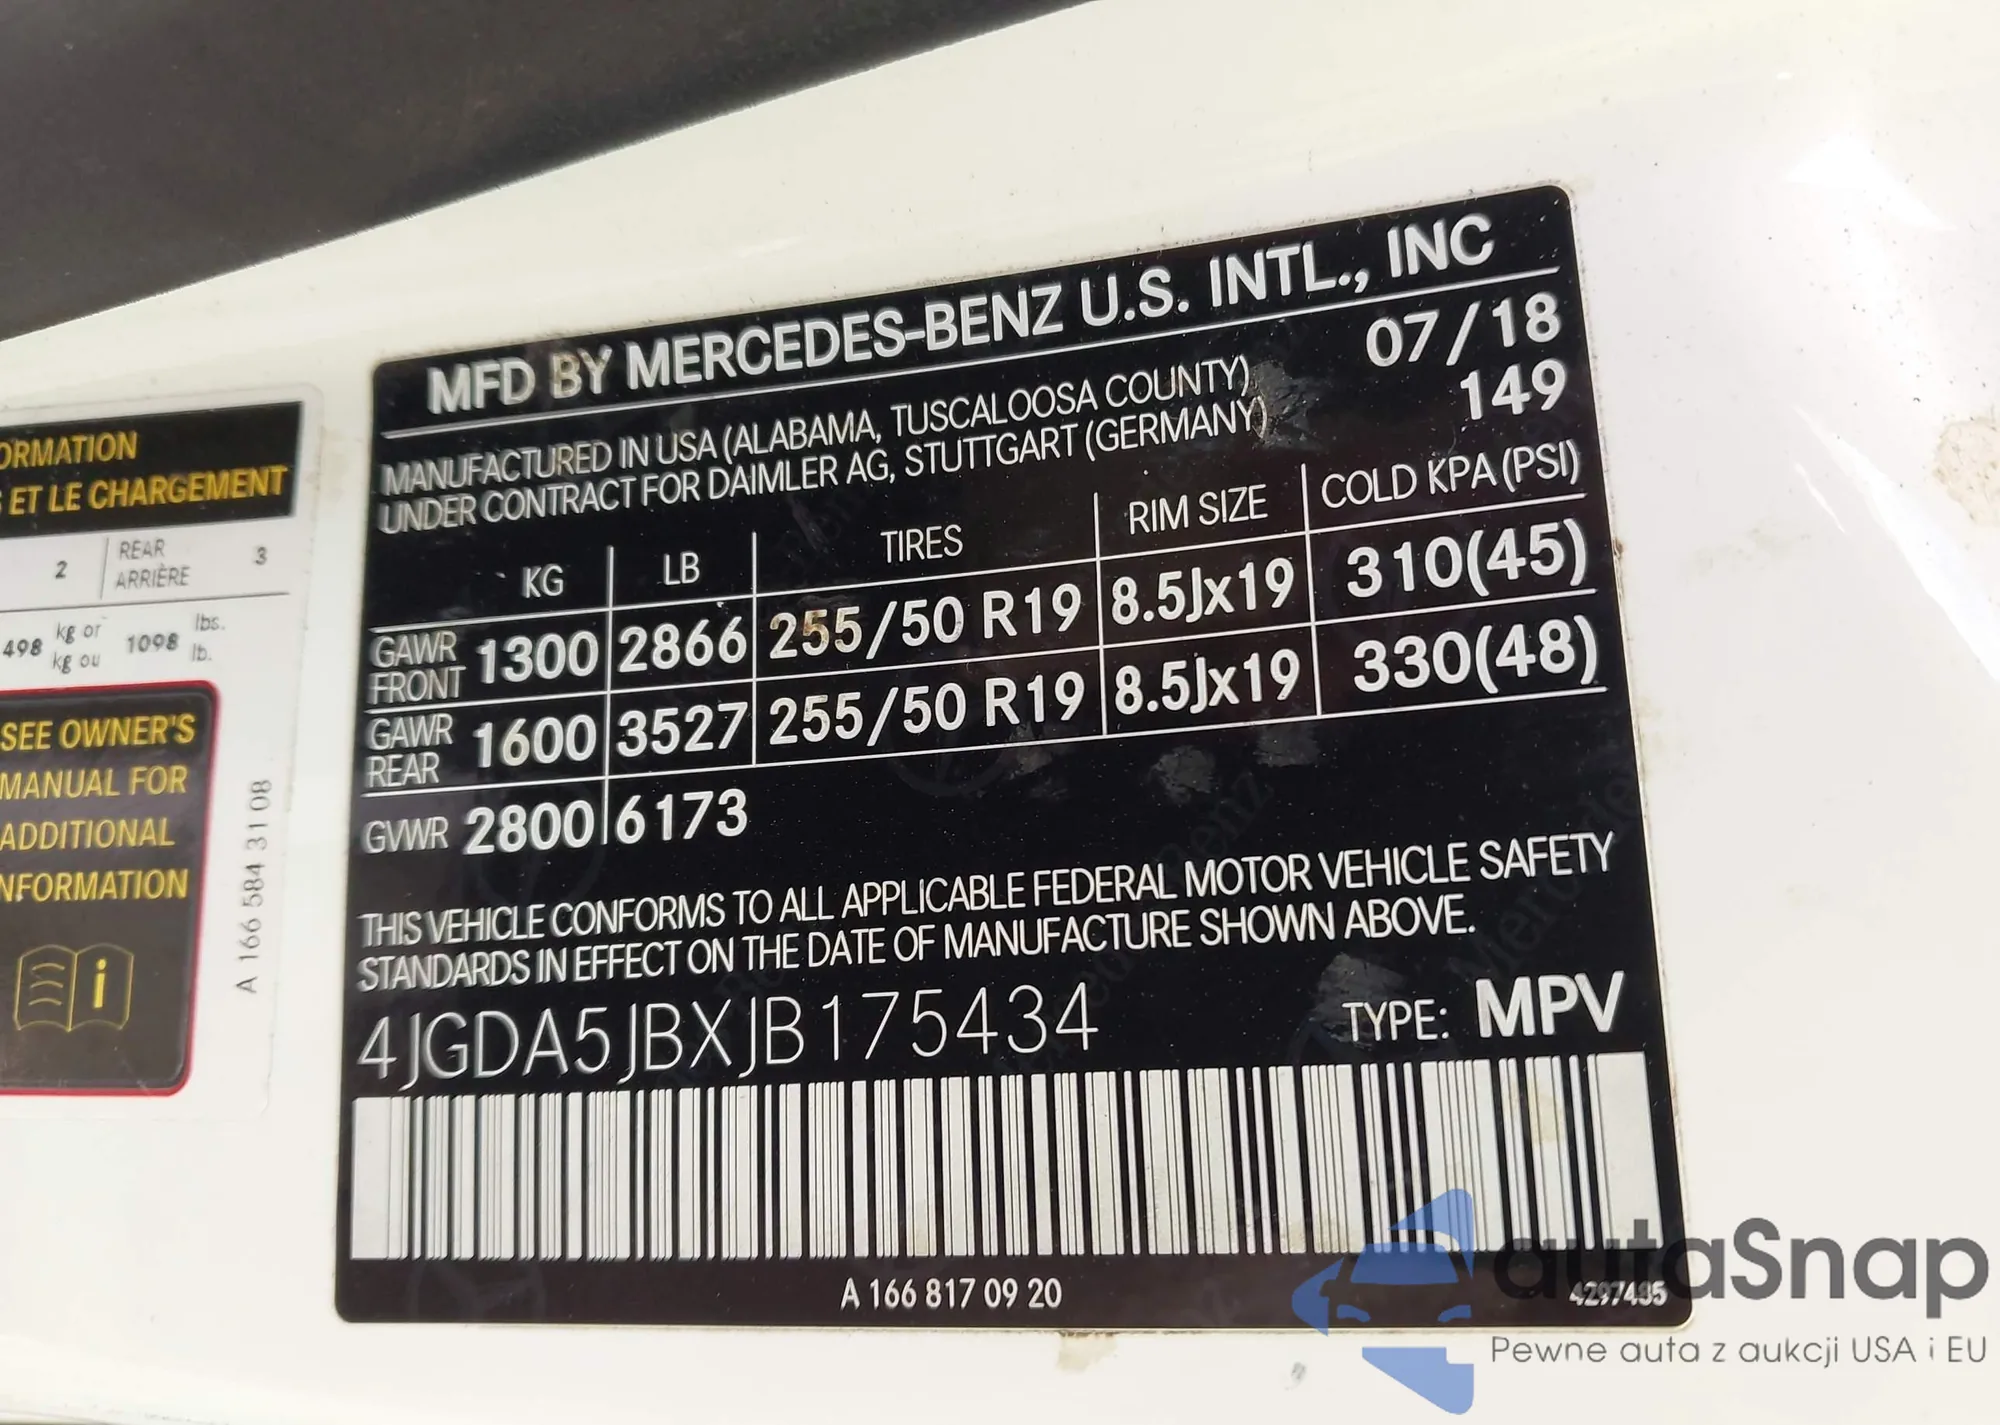 ORMATION
ET LE CHARGEMENT
2 REAR 3
ARRIÈRE
498 kg or 1098 lbs.
kg ou lb.
SEE OWNER'S
MANUAL FOR
ADDITIONAL
NFORMATION
i
A 166 584 31 08
MFD BY MERCEDES-BENZ U.S. INTL., INC
MANUFACTURED IN USA (ALABAMA, TUSCALOOSA COUNTY) 07/18
UNDER CONTRACT FOR DAIMLER AG, STUTTGART (GERMANY) 149
KG LB TIRES RIM SIZE COLD KPA (PSI)
GAWR FRONT 1300 2866 255/50 R19 8.5Jx19 310(45)
GAWR REAR 1600 3527 255/50 R19 8.5Jx19 330(48)
GVWR 2800 6173
THIS VEHICLE CONFORMS TO ALL APPLICABLE FEDERAL MOTOR VEHICLE SAFETY
STANDARDS IN EFFECT ON THE DATE OF MANUFACTURE SHOWN ABOVE.
4JGDA5JBXJB175434 TYPE: MPV
A 166 817 09 20 4297485
autaSnap
Pewne auta z aukcji USA i EU